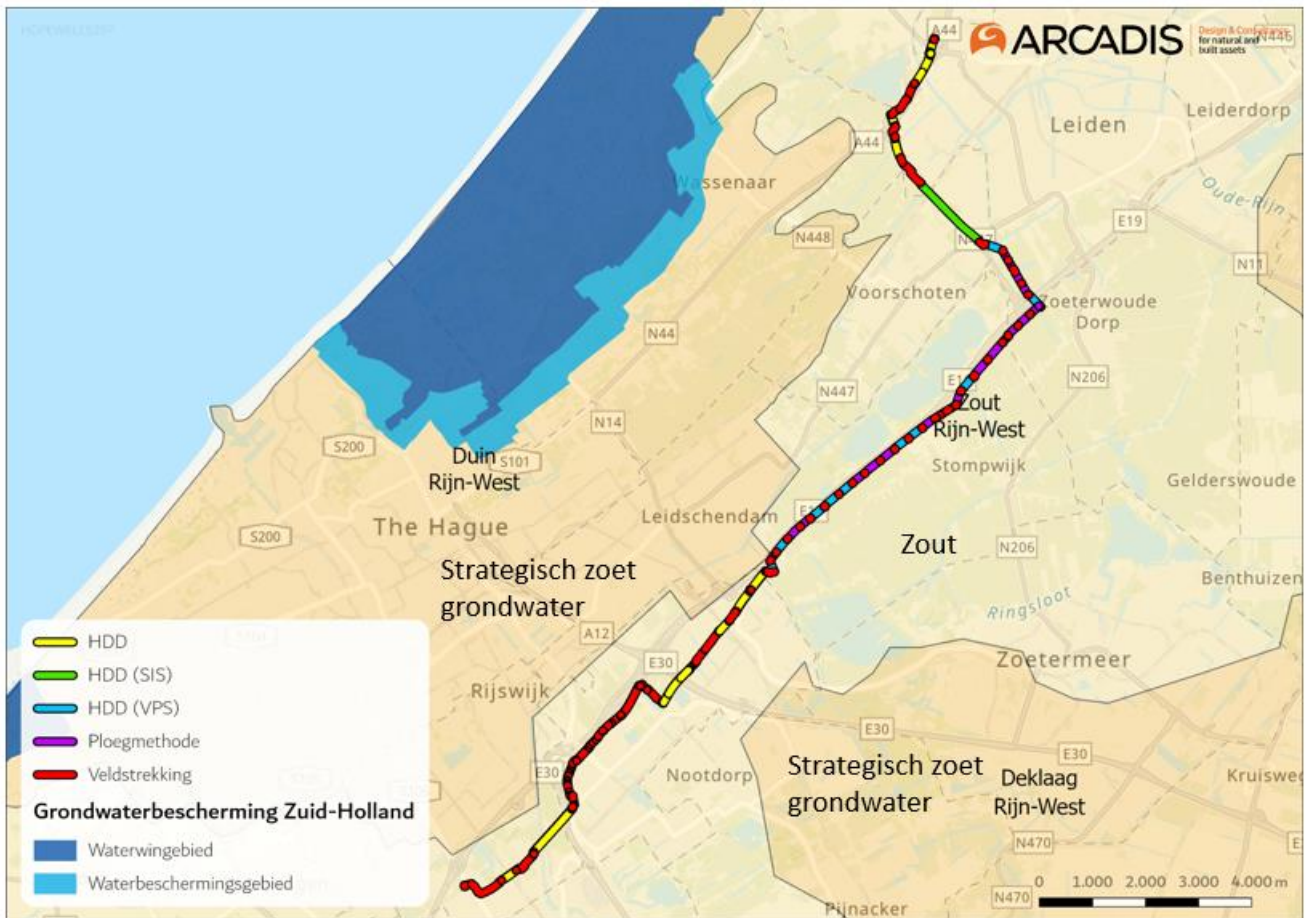 A44
ARCADIS
Design & Consultancy
for natural and
built assets
N446
Leiderdorp
Leiden
A44
Wassenaar
Oude-Rijn
E19
N448
N447
N11
Voorschoten
Zoeterwoude
Dorp
N44
N447
N206
Zout
Rijn-West
N14
S200
Duin
Rijn-West
S101
Stompwijk
Gelderswoude
Leidschendam
The Hague
S200
Zout
N206
Strategisch zoet
grondwater
Benthuizen
Ringsloot
A12
Zoetermeer
E30
Rijswijk
HDD
HDD (SIS)
HDD (VPS)
Ploegmethode
Veldstrekking
E30
E30
E30
Nootdorp
Strategisch zoet
grondwater
Deklaag
Rijn-West
Kruisweg
Grondwaterbescherming Zuid-Holland
Waterwingebied
Waterbeschermingsgebied
N470
N470
Pijnacker
0 1.000 2.000 3.000 4.000 m